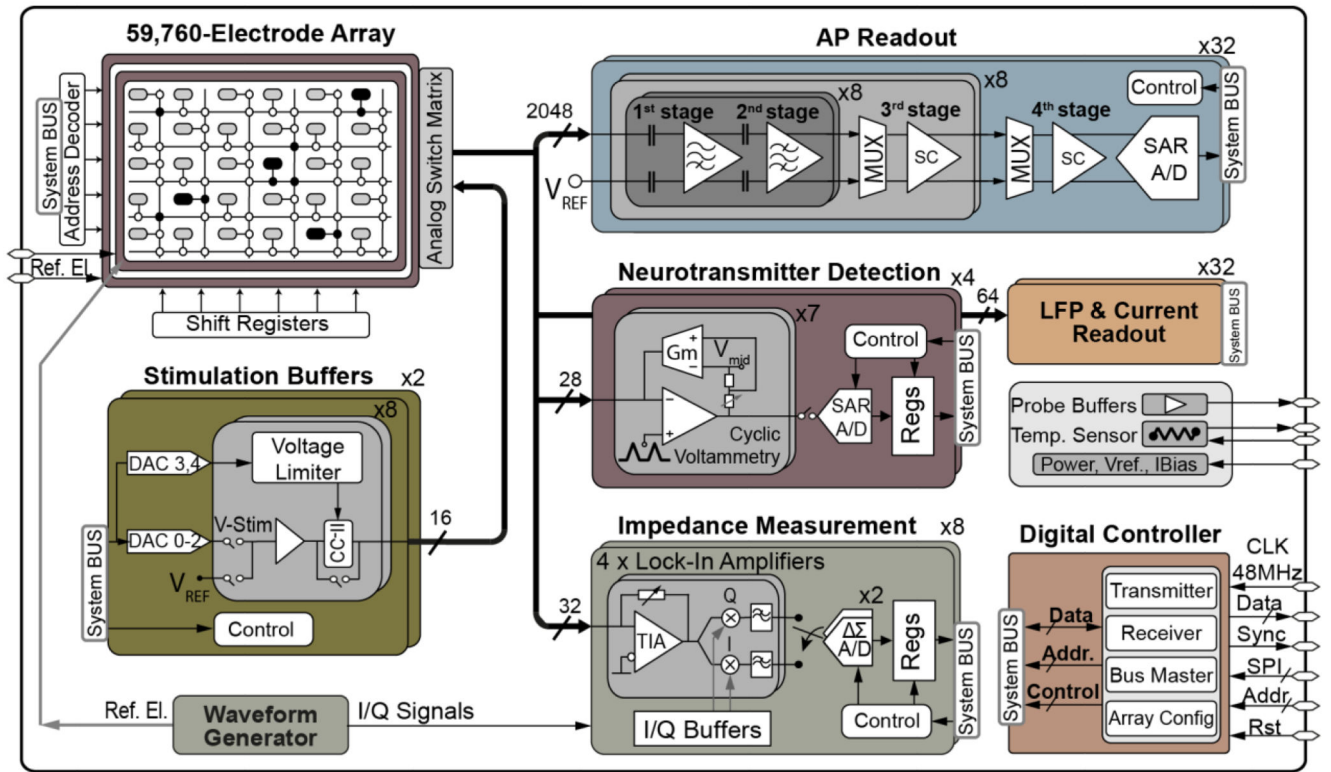 59,760-Electrode Array
System BUS
Address Decoder
Analog Switch Matrix
Ref. El.
Shift Registers
2048
AP Readout
x32
x8
x8
1st stage
2nd stage
3rd stage
4th stage
MUX
SC
MUX
SC
SAR
A/D
Control
System BUS
VREF
Neurotransmitter Detection
x4
x7
28
Gm
+
−
Vmid
−
+
Cyclic
Voltammetry
Control
SAR
A/D
Regs
System BUS
64
x32
LFP & Current
Readout
System BUS
Probe Buffers
Temp. Sensor
Power, Vref., IBias
Stimulation Buffers
x2
x8
DAC 3,4
Voltage
Limiter
DAC 0-2
V-Stim
CC-II
VREF
System BUS
Control
16
Impedance Measurement
x8
4 x Lock-In Amplifiers
32
TIA
Q
I
x2
ΔΣ
A/D
Regs
System BUS
I/Q Buffers
Control
Ref. El.
Waveform
Generator
I/Q Signals
Digital Controller
System BUS
Data
Addr.
Control
Transmitter
Receiver
Bus Master
Array Config
CLK
48MHz
Data
Sync
SPI
Addr
Rst